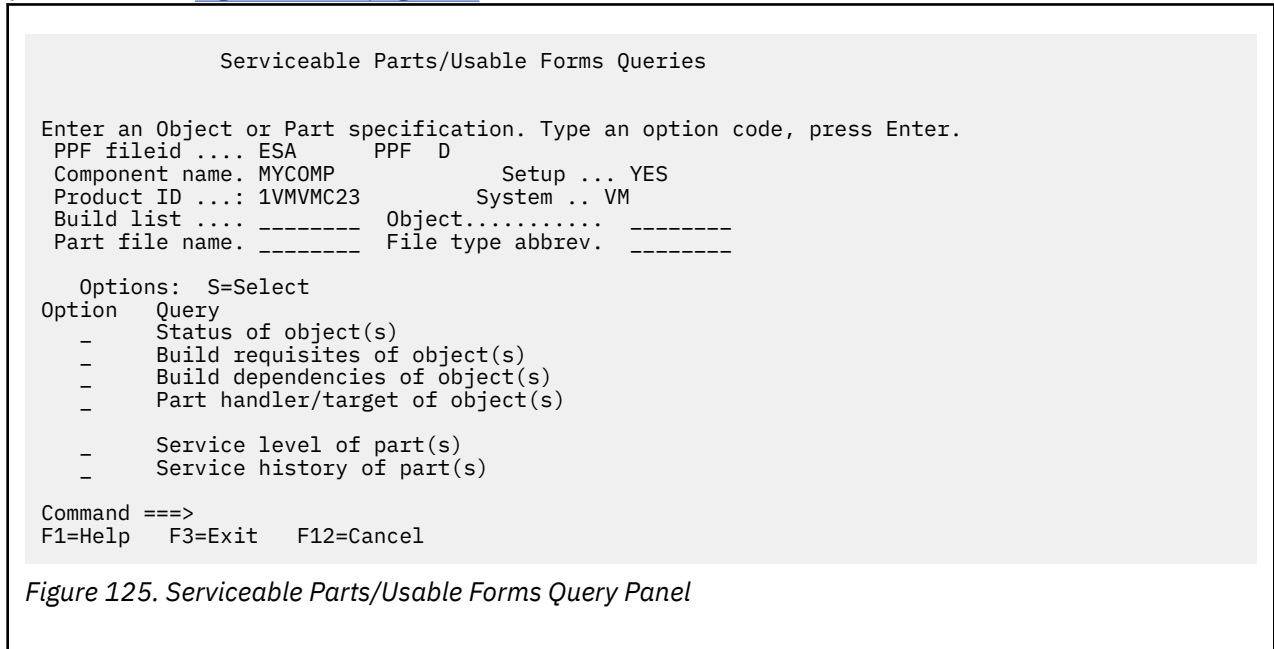 Serviceable Parts/Usable Forms Queries
Enter an Object or Part specification. Type an option code, press Enter.
PPF fileid .... ESA      PPF  D
Component name. MYCOMP             Setup ... YES
Product ID ...: 1VMVMC23         System .. VM
Build list .... ________  Object...........  ________
Part file name. ________  File type abbrev.  ________
Options:  S=Select
Option   Query
_     Status of object(s)
_     Build requisites of object(s)
_     Build dependencies of object(s)
_     Part handler/target of object(s)
_     Service level of part(s)
_     Service history of part(s)
Command ===>
F1=Help   F3=Exit   F12=Cancel
Figure 125. Serviceable Parts/Usable Forms Query Panel